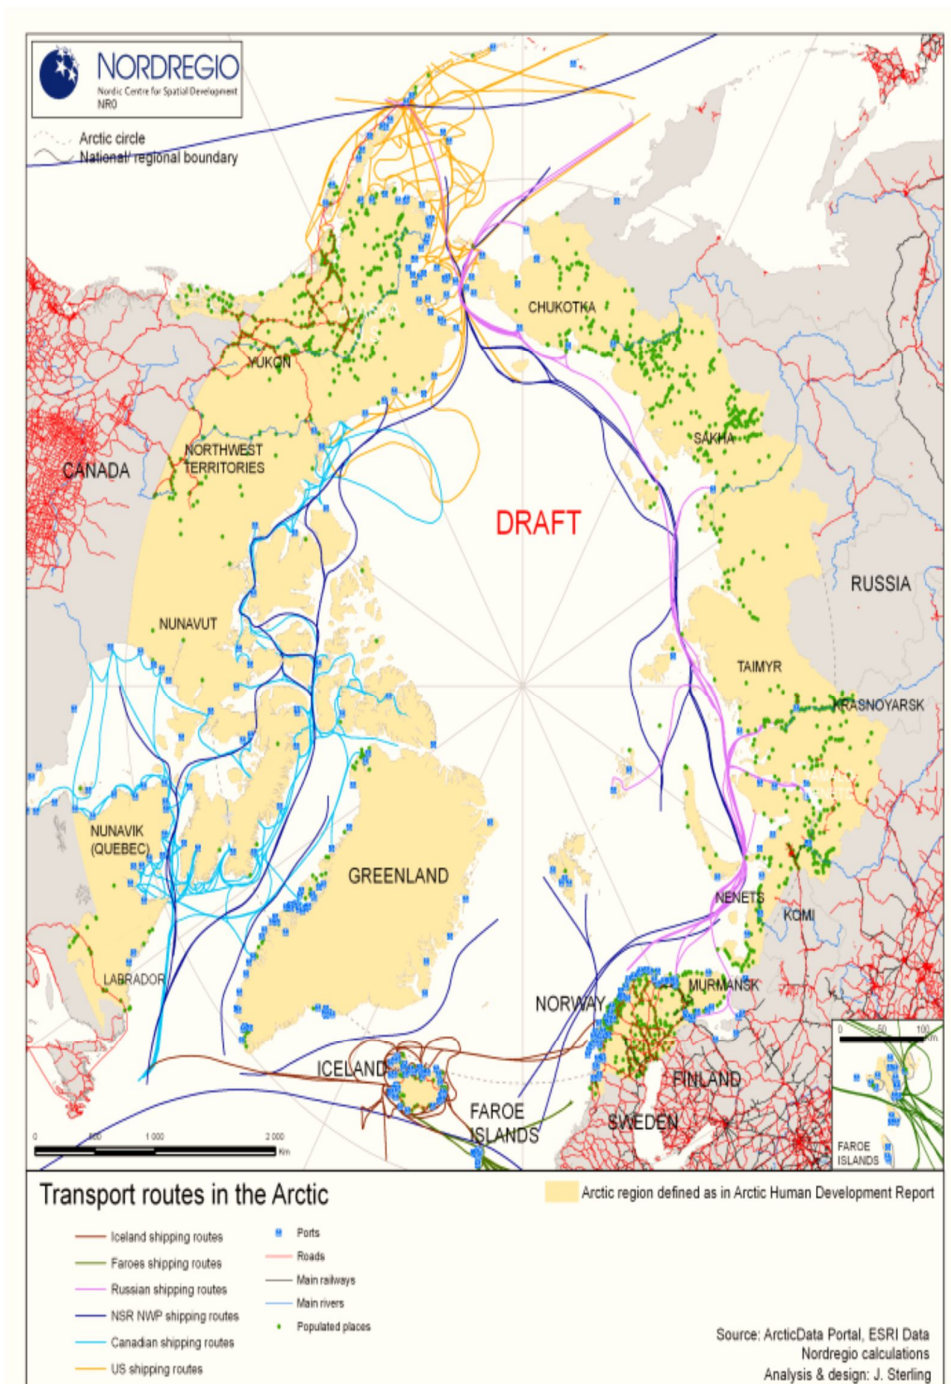 NORDREGIO
Nordic Centre for Spatial Development
NR0
Arctic circle
National/ regional boundary
CHUKOTKA
YUKON
SAKHA
NORTHWEST
TERRITORIES
CANADA
DRAFT
RUSSIA
NUNAVUT
TAIMYR
KRASNOYARSK
NUNAVIK
(QUEBEC)
GREENLAND
NENETS
KOMI
LABRADOR
MURMANSK
NORWAY
ICELAND
FINLAND
FAROE
ISLANDS
SWEDEN
0 50 100
Km.
FAROE
ISLANDS
0 500 1 000 2 000
Km
Transport routes in the Arctic
Arctic region defined as in Arctic Human Development Report
Iceland shipping routes
Faroes shipping routes
Russian shipping routes
NSR NWP shipping routes
Canadian shipping routes
US shipping routes
Ports
Roads
Main railways
Main rivers
Populated places
Source: ArcticData Portal, ESRI Data
Nordregio calculations
Analysis & design: J. Sterling